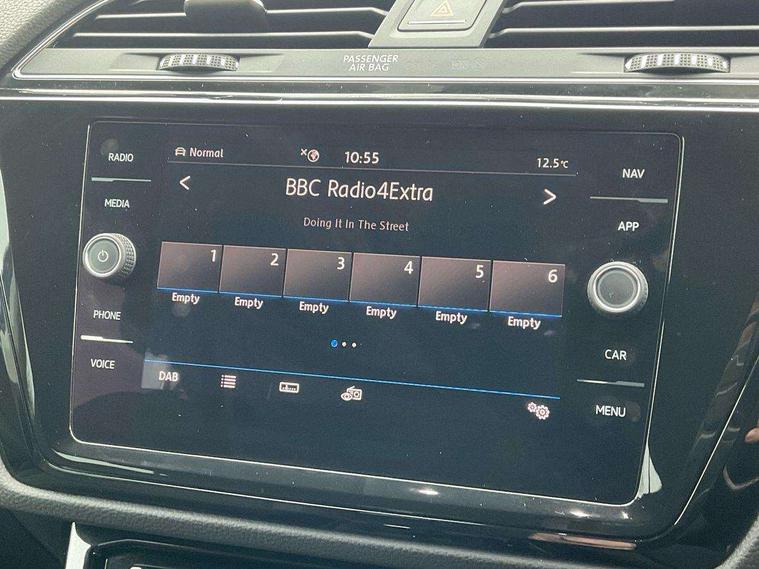 PASSENGER
AIR BAG
RADIO
MEDIA
PHONE
VOICE
Normal
10:55
12.5°C
< BBC Radio4Extra >
Doing It In The Street
1 2 3 4 5 6
Empty Empty Empty Empty Empty Empty
DAB
NAV
APP
CAR
MENU